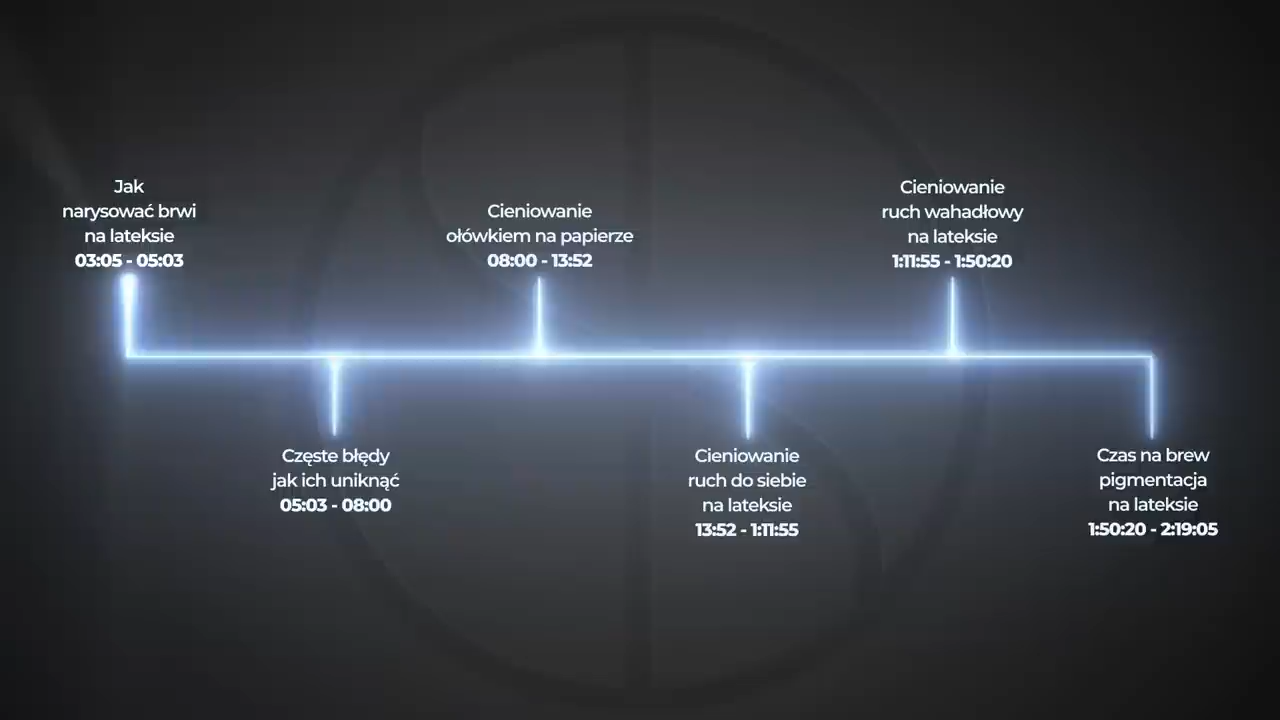 Jak
narysować brwi
na lateksie
03:05 - 05:03
Częste błędy
jak ich uniknąć
05:03 - 08:00
Cieniowanie
ołówkiem na papierze
08:00 - 13:52
Cieniowanie
ruch do siebie
na lateksie
13:52 - 1:11:55
Cieniowanie
ruch wahadłowy
na lateksie
1:11:55 - 1:50:20
Czas na brew
pigmentacja
na lateksie
1:50:20 - 2:19:05